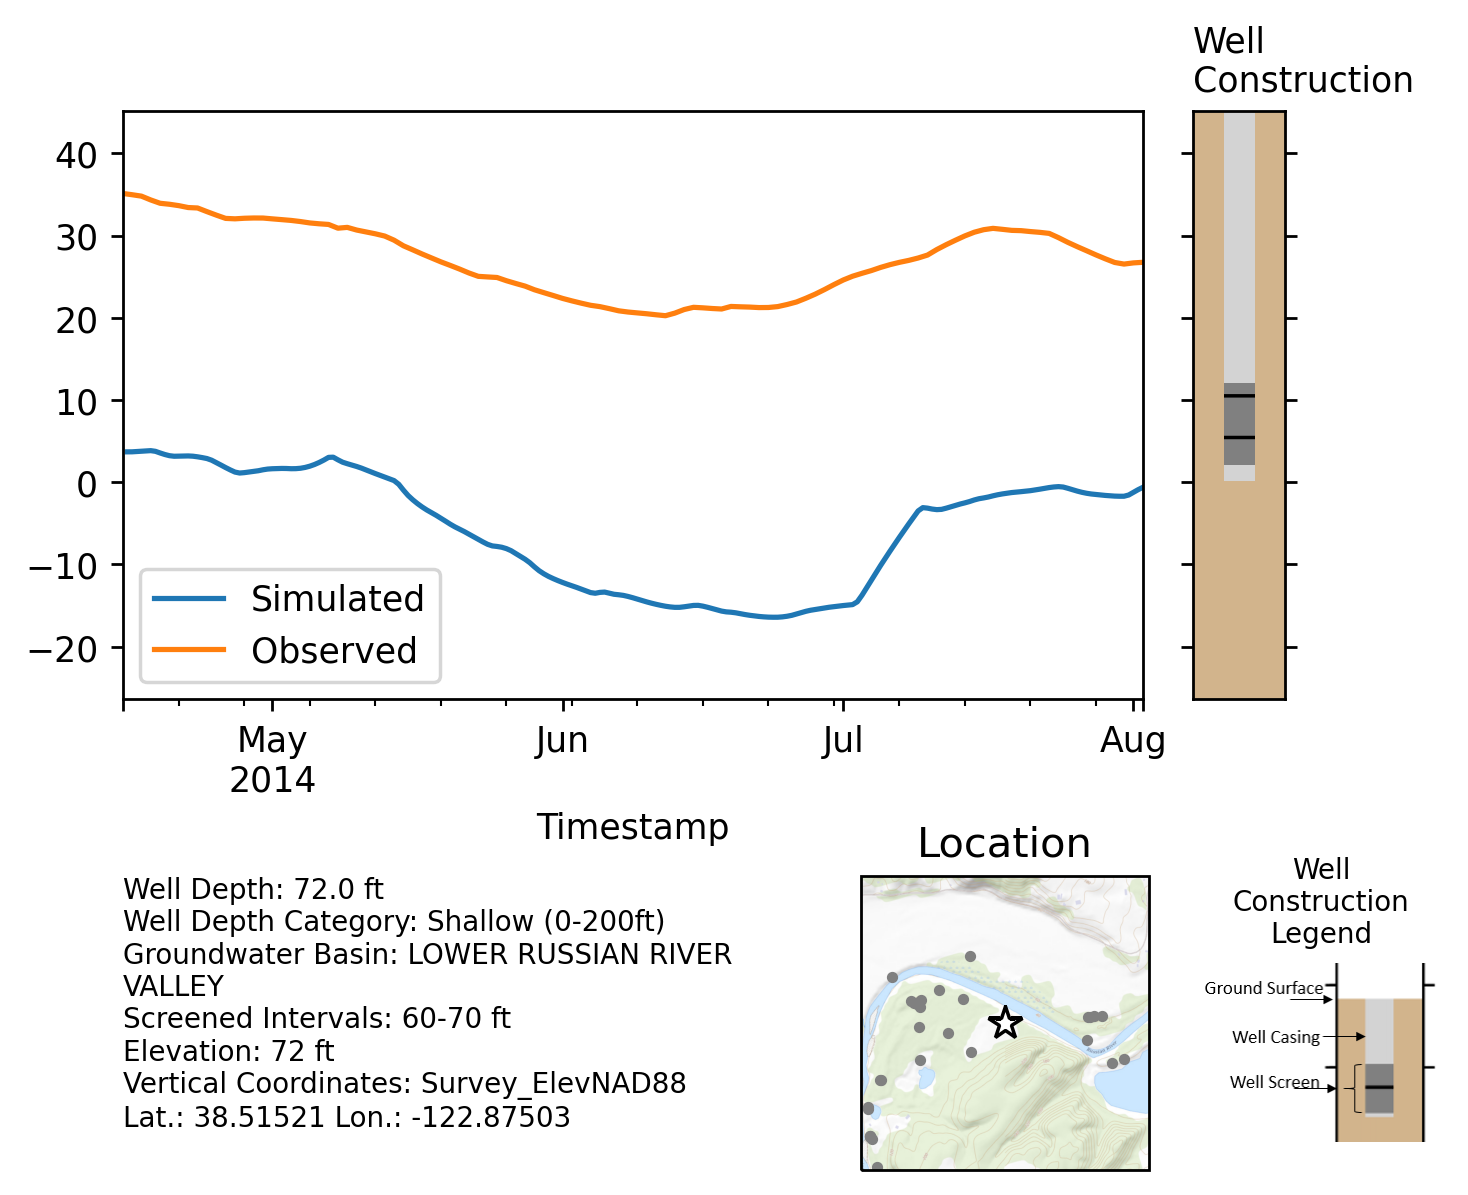 Well
Construction
40
30
20
10
0
−10
−20
Simulated
Observed
May
2014
Jun
Jul
Aug
Timestamp
Well Depth: 72.0 ft
Well Depth Category: Shallow (0-200ft)
Groundwater Basin: LOWER RUSSIAN RIVER
VALLEY
Screened Intervals: 60-70 ft
Elevation: 72 ft
Vertical Coordinates: Survey_ElevNAD88
Lat.: 38.51521 Lon.: -122.87503
Location
Russian River
Well
Construction
Legend
Ground Surface
Well Casing
Well Screen